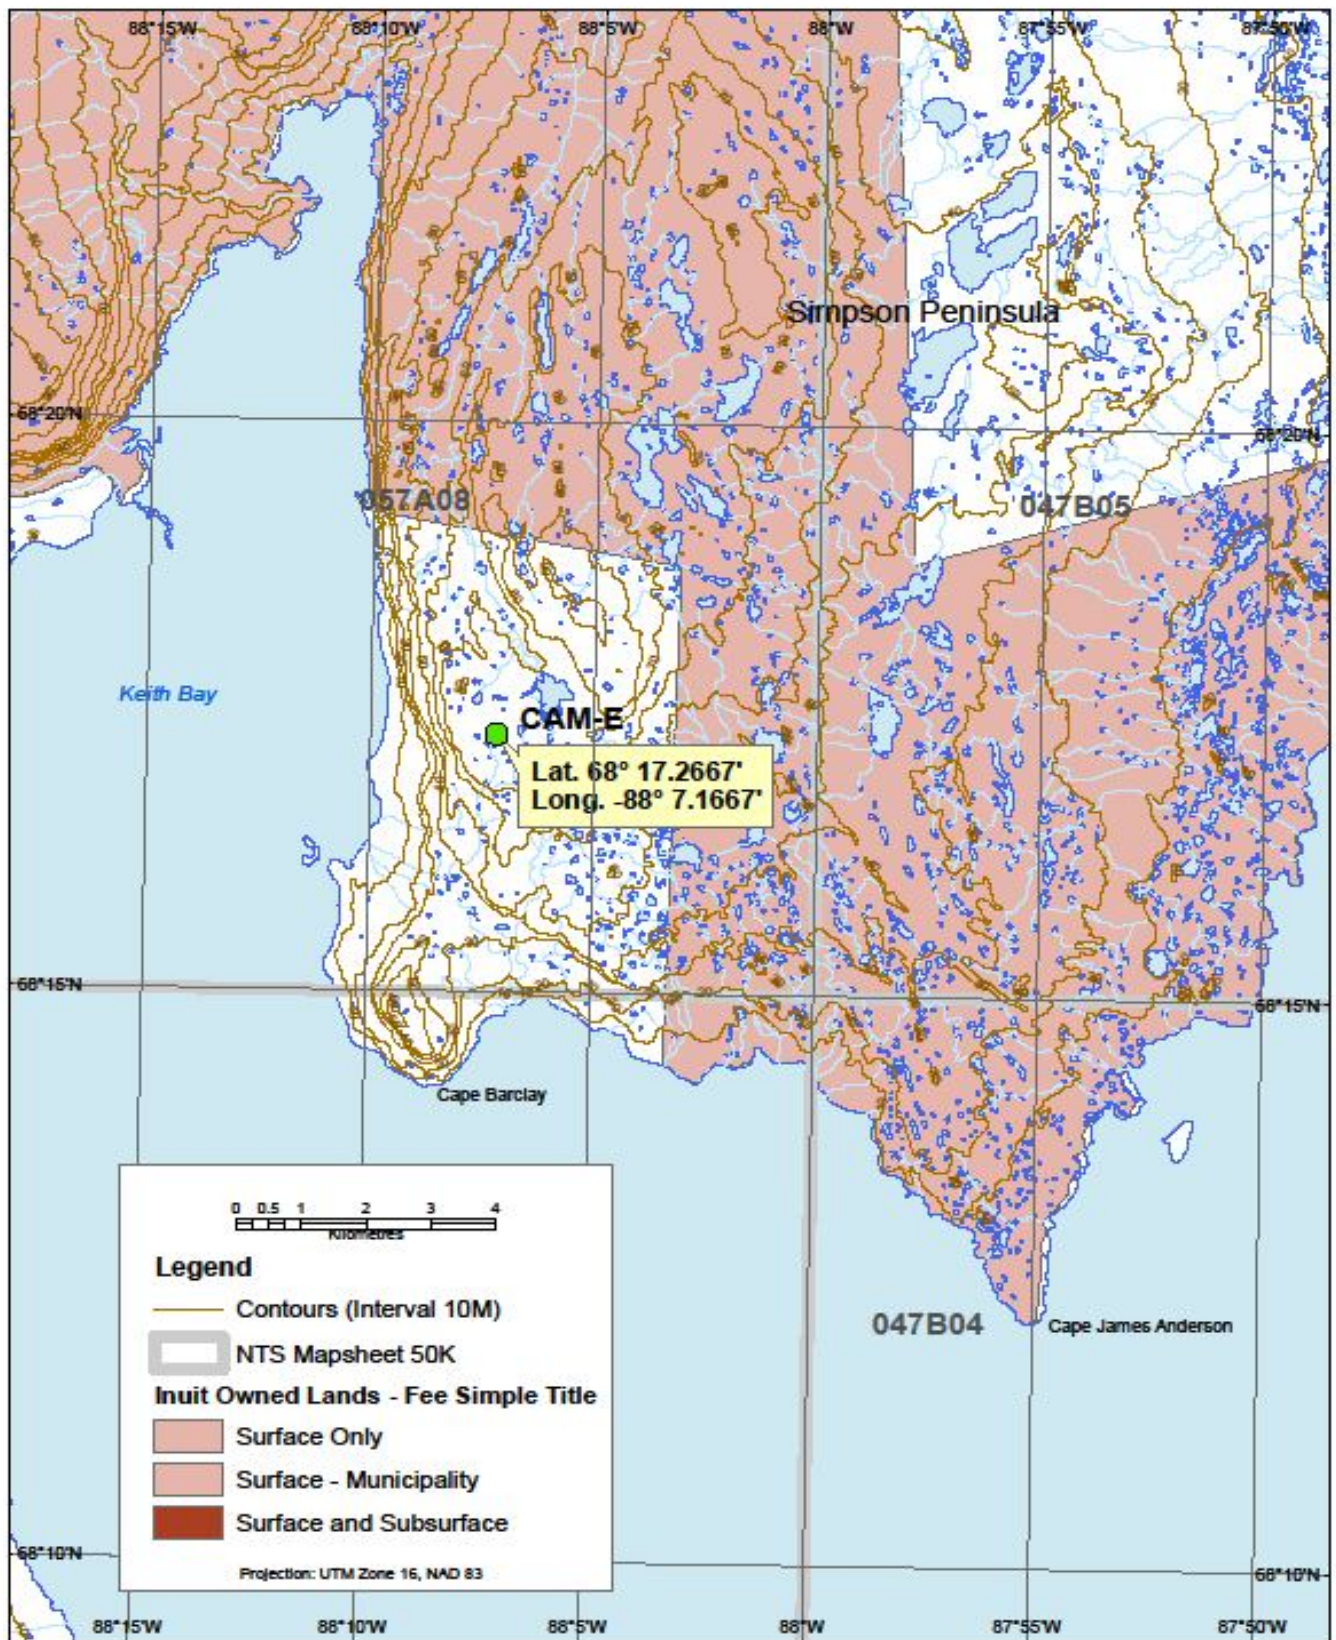 88°15'W 88°10'W 88°5'W 88°W 87°55'W 87°50'W
Simpson Peninsula
68°20'N 68°20'N
057A08 047B05
Keith Bay
CAM-E
Lat. 68° 17.2667'
Long. -88° 7.1667'
68°15'N 68°15'N
Cape Barclay
0 0.5 1 2 3 4
Kilometres
Legend
Contours (Interval 10M)
NTS Mapsheet 50K
047B04 Cape James Anderson
Inuit Owned Lands - Fee Simple Title
Surface Only
Surface - Municipality
Surface and Subsurface
68°10'N 68°10'N
Projection: UTM Zone 16, NAD 83
88°15'W 88°10'W 88°5'W 88°W 87°55'W 87°50'W